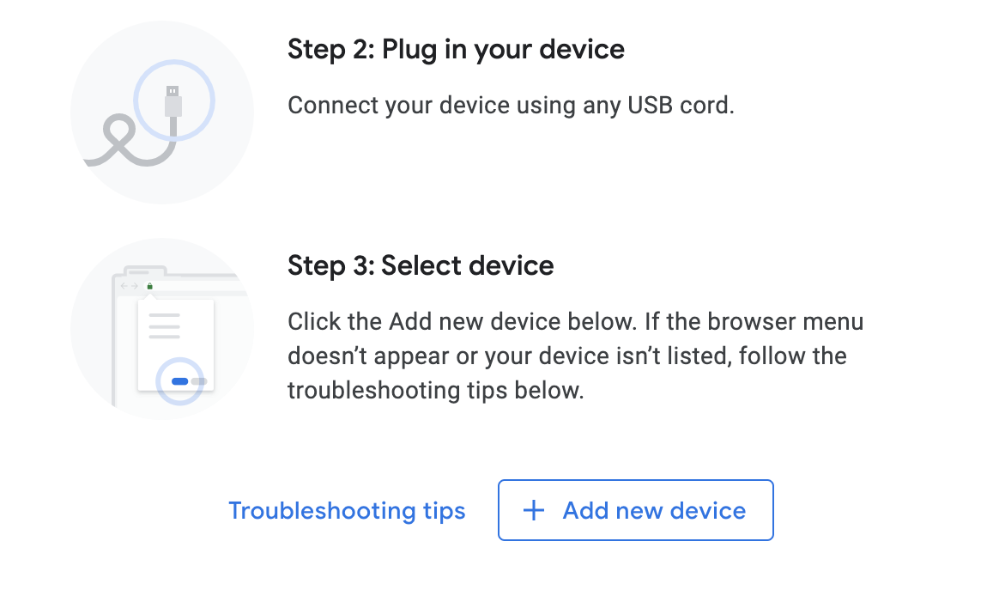 Step 2: Plug in your device
Connect your device using any USB cord.
Step 3: Select device
Click the Add new device below. If the browser menu
doesn’t appear or your device isn’t listed, follow the
troubleshooting tips below.
Troubleshooting tips
+ Add new device